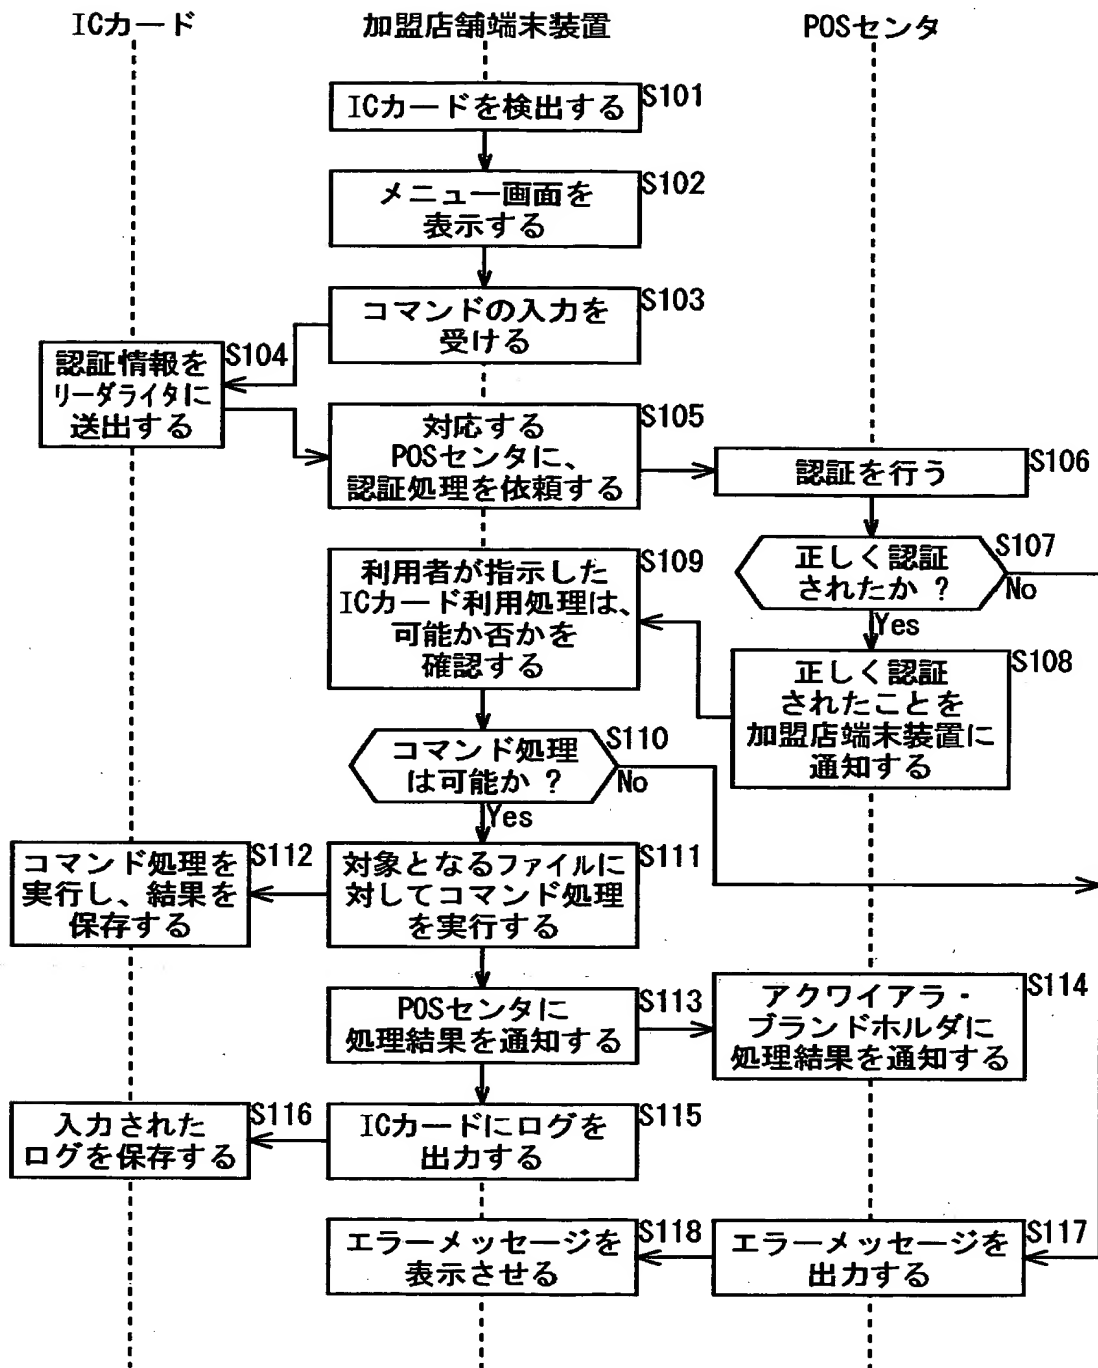 ICカード
加盟店舗端末装置
POSセンタ
ICカードを検出する
S101
メニュー画面を
表示する
S102
コマンドの入力を
受ける
S103
認証情報を
リーダライタに
送出する
S104
対応する
POSセンタに、
認証処理を依頼する
S105
認証を行う
S106
正しく認証
されたか ?
S107
No
Yes
正しく認証
されたことを
加盟店端末装置に
通知する
S108
利用者が指示した
ICカード利用処理は、
可能か否かを
確認する
S109
コマンド処理
は可能か ?
S110
No
Yes
対象となるファイルに
対してコマンド処理
を実行する
S111
コマンド処理を
実行し、結果を
保存する
S112
POSセンタに
処理結果を通知する
S113
アクワイアラ・
ブランドホルダに
処理結果を通知する
S114
ICカードにログを
出力する
S115
入力された
ログを保存する
S116
エラーメッセージを
出力する
S117
エラーメッセージを
表示させる
S118